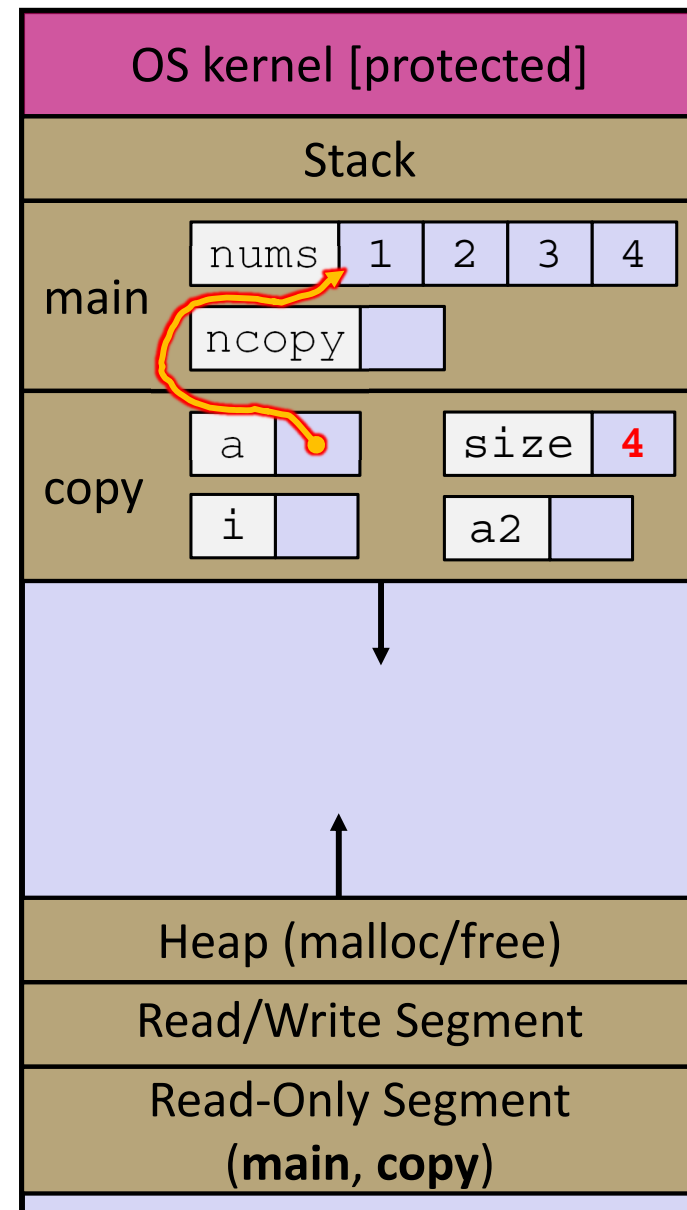 OS kernel [protected]
Stack
main
nums 1 2 3 4
ncopy
copy
a
size 4
i
a2
Heap (malloc/free)
Read/Write Segment
Read-Only Segment
(main, copy)